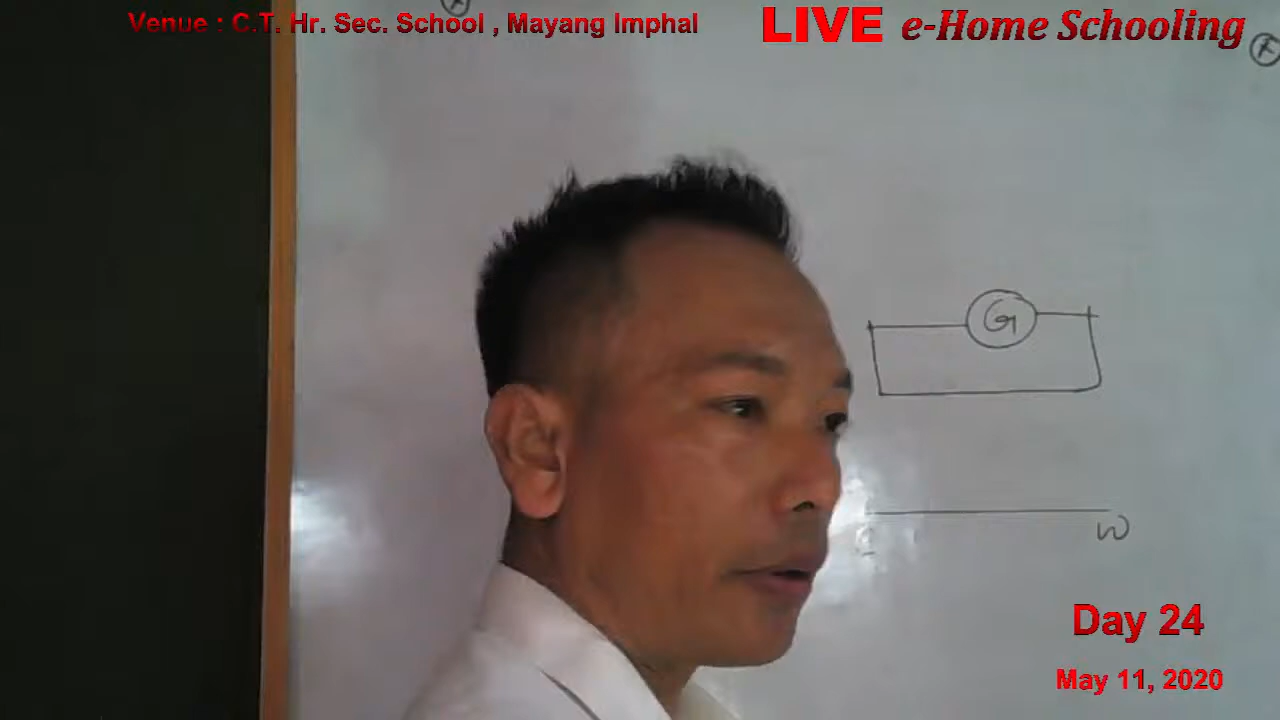 Venue : C.T. Hr. Sec. School , Mayang Imphal
LIVE e-Home Schooling
G
W
Day 24
May 11, 2020